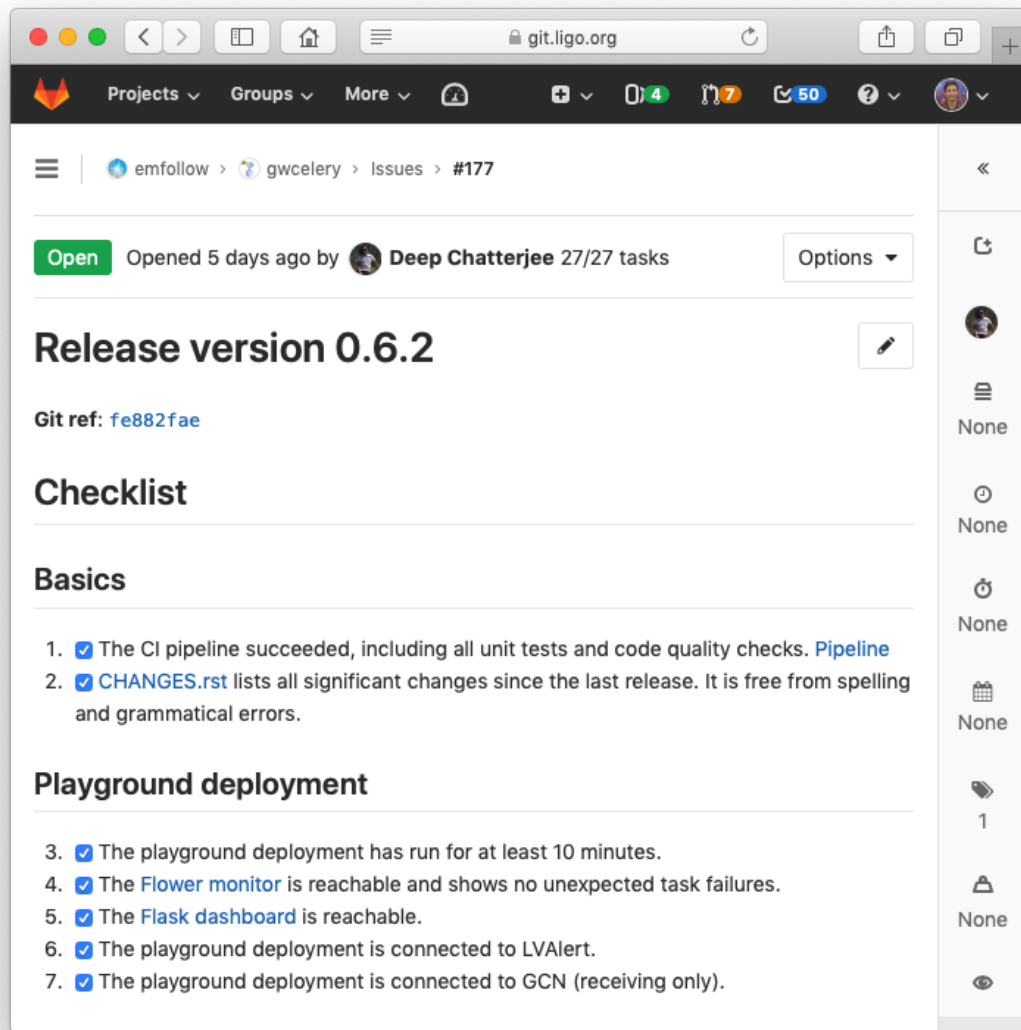 git.ligo.org
Projects Groups More 4 7 50
emfollow > gwcelery > Issues > #177
Open Opened 5 days ago by Deep Chatterjee 27/27 tasks Options
Release version 0.6.2
Git ref: fe882fae
None
Checklist
None
Basics
None
1. The CI pipeline succeeded, including all unit tests and code quality checks. Pipeline
2. CHANGES.rst lists all significant changes since the last release. It is free from spelling
and grammatical errors.
None
Playground deployment
1
3. The playground deployment has run for at least 10 minutes.
4. The Flower monitor is reachable and shows no unexpected task failures.
5. The Flask dashboard is reachable.
None
6. The playground deployment is connected to LVAlert.
7. The playground deployment is connected to GCN (receiving only).